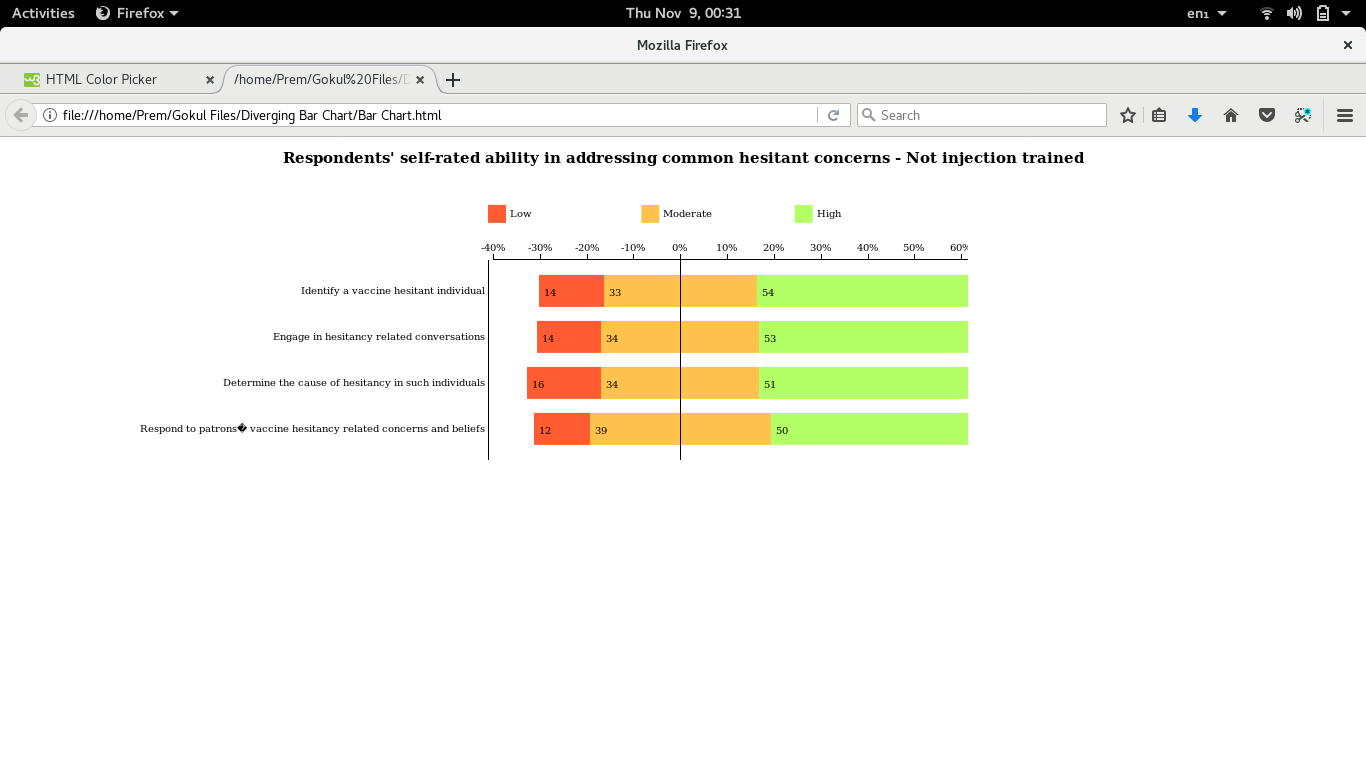 Activities Firefox Thu Nov 9, 00:31 en₁
Mozilla Firefox
HTML Color Picker /home/Prem/Gokul%20Files/D
file:///home/Prem/Gokul Files/Diverging Bar Chart/Bar Chart.html Search
Respondents' self-rated ability in addressing common hesitant concerns - Not injection trained
Low Moderate High
-40% -30% -20% -10% 0% 10% 20% 30% 40% 50% 60%
Identify a vaccine hesitant individual 14 33 54
Engage in hesitancy related conversations 14 34 53
Determine the cause of hesitancy in such individuals 16 34 51
Respond to patrons� vaccine hesitancy related concerns and beliefs 12 39 50